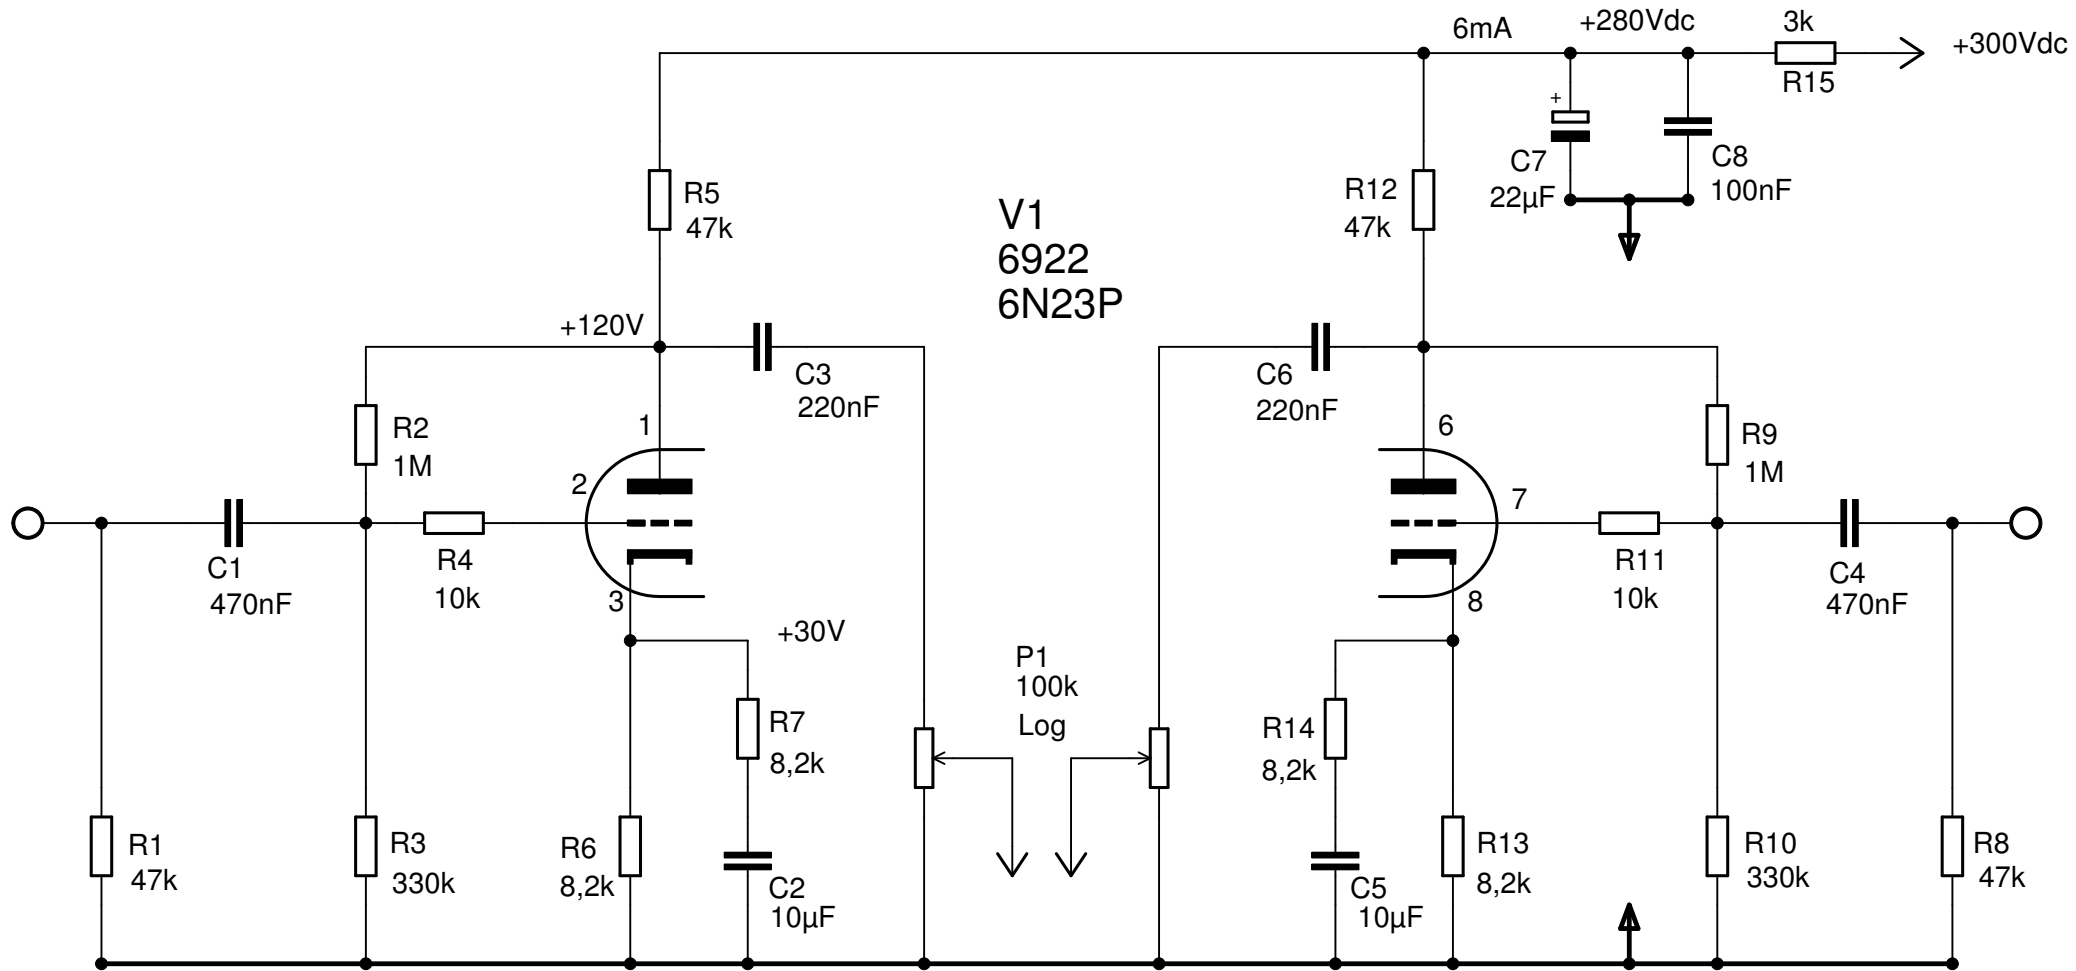 6mA
+280Vdc
3k
+300Vdc
R15
+
C7
22µF
C8
100nF
R5
47k
V1
6922
6N23P
R12
47k
+120V
C3
220nF
C6
220nF
R2
1M
1
2
3
6
7
8
R9
1M
C1
470nF
R4
10k
R11
10k
C4
470nF
+30V
P1
100k
Log
R7
8,2k
R14
8,2k
R1
47k
R3
330k
R6
8,2k
C2
10µF
C5
10µF
R13
8,2k
R10
330k
R8
47k